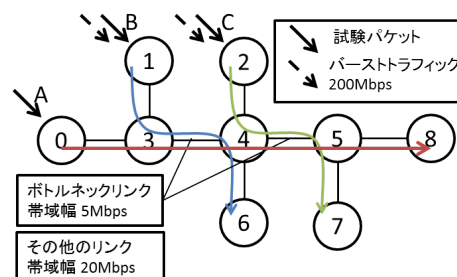 B
C
試験パケット
バーストトラフィック
200Mbps
1
2
A
0
3
4
5
8
ボトルネックリンク
帯域幅 5Mbps
6
7
その他のリンク
帯域幅 20Mbps